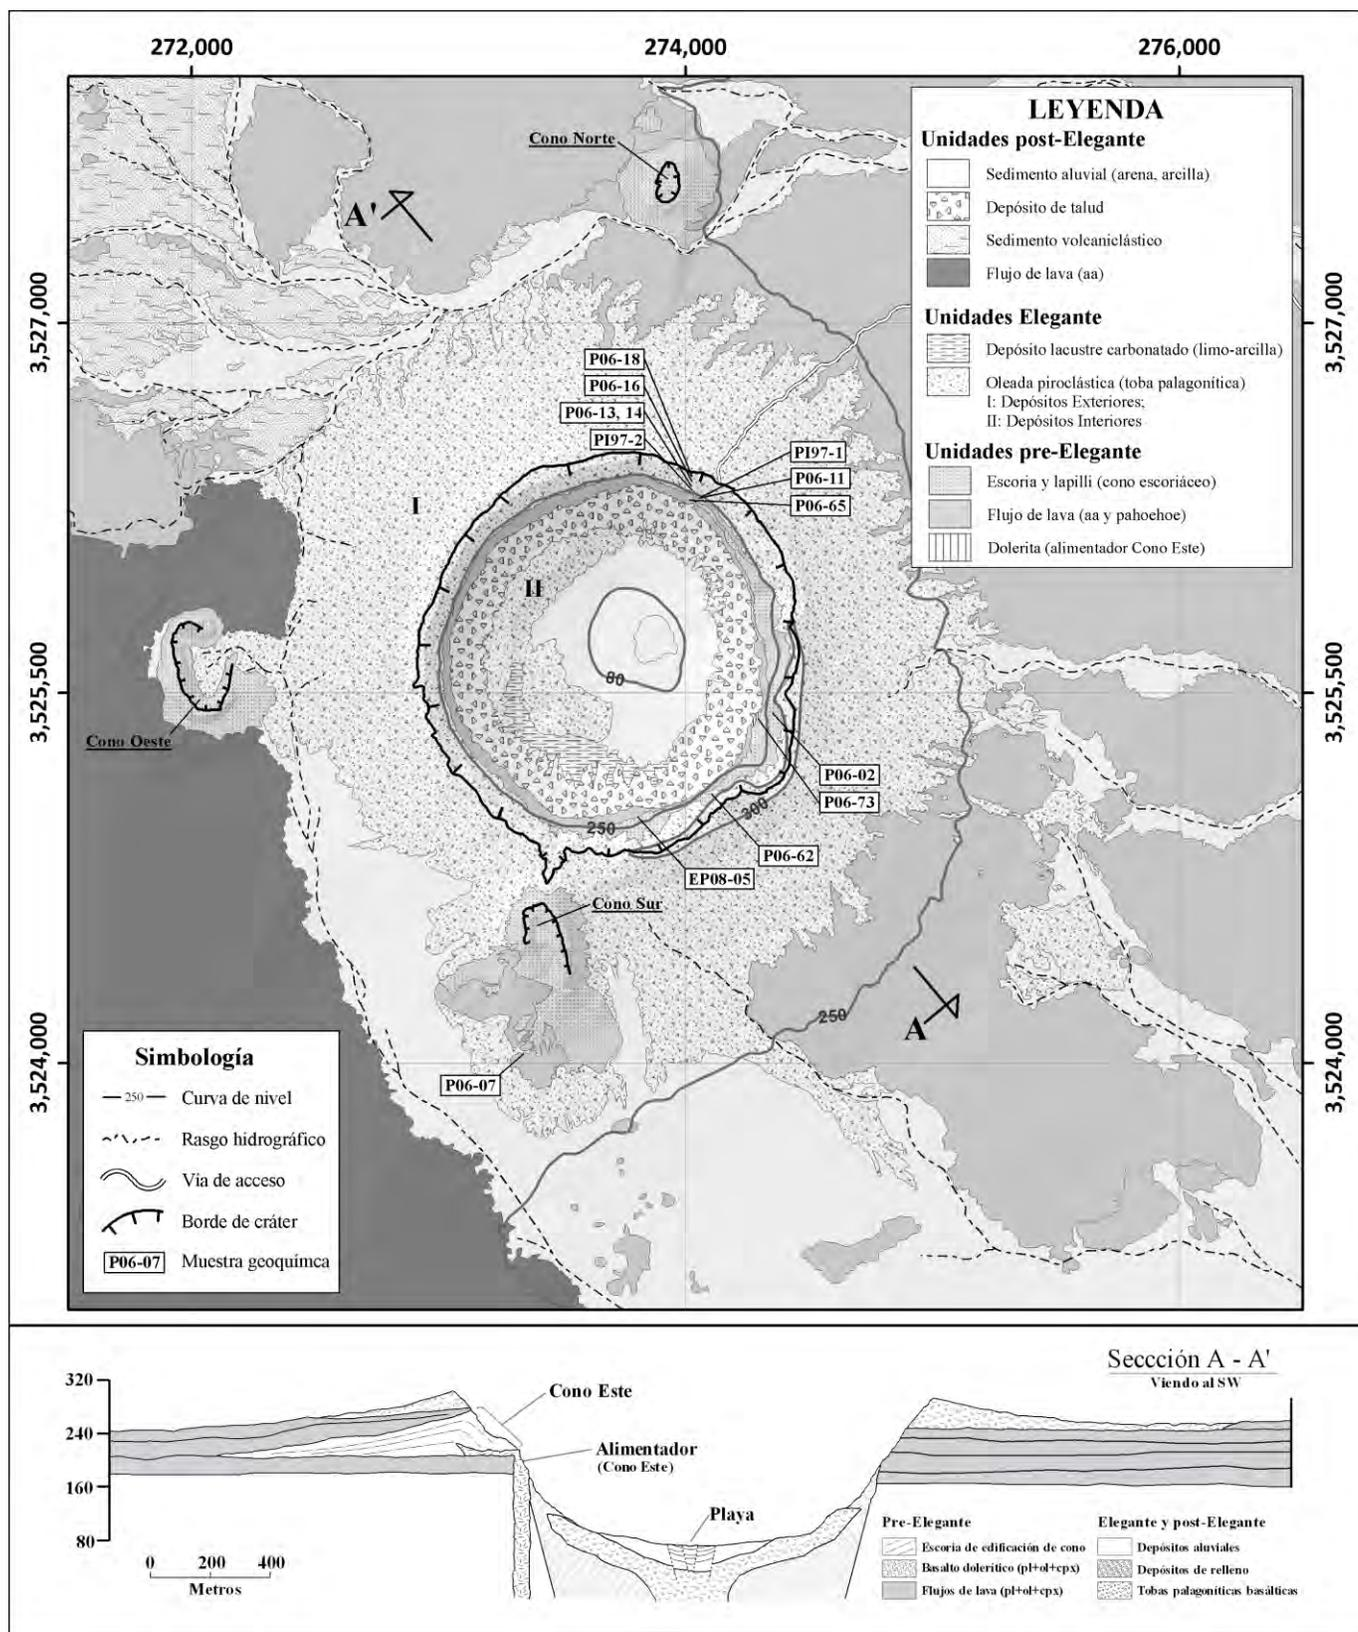 272,000
274,000
276,000
LEYENDA
Unidades post-Elegante
Sedimento aluvial (arena, arcilla)
Depósito de talud
Sedimento volcaniclástico
Flujo de lava (aa)
Unidades Elegante
Depósito lacustre carbonatado (limo-arcilla)
Oleada piroclástica (toba palagonítica)
I: Depósitos Exteriores;
II: Depósitos Interiores
Unidades pre-Elegante
Escoria y lapilli (cono escoriáceo)
Flujo de lava (aa y pahoehoe)
Dolerita (alimentador Cono Este)
Cono Norte
A'
3,527,000
3,527,000
P06-18
P06-16
P06-13, 14
PI97-2
PI97-1
P06-11
P06-65
I
II
80
3,525,500
3,525,500
Cono Oeste
P06-02
P06-73
300
250
P06-62
EP08-05
Cono Sur
A
250
3,524,000
3,524,000
P06-07
Simbología
250
Curva de nivel
Rasgo hidrográfico
Via de acceso
Borde de cráter
P06-07
Muestra geoquímca
Seccción A - A'
Viendo al SW
320
240
160
80
Cono Este
Alimentador
(Cono Este)
Playa
0 200 400
Metros
Pre-Elegante
Escoria de edificación de cono
Basalto dolerítico (pl+ol+cpx)
Flujos de lava (pl+ol+cpx)
Elegante y post-Elegante
Depósitos aluviales
Depósitos de relleno
Tobas palagoníticas basálticas